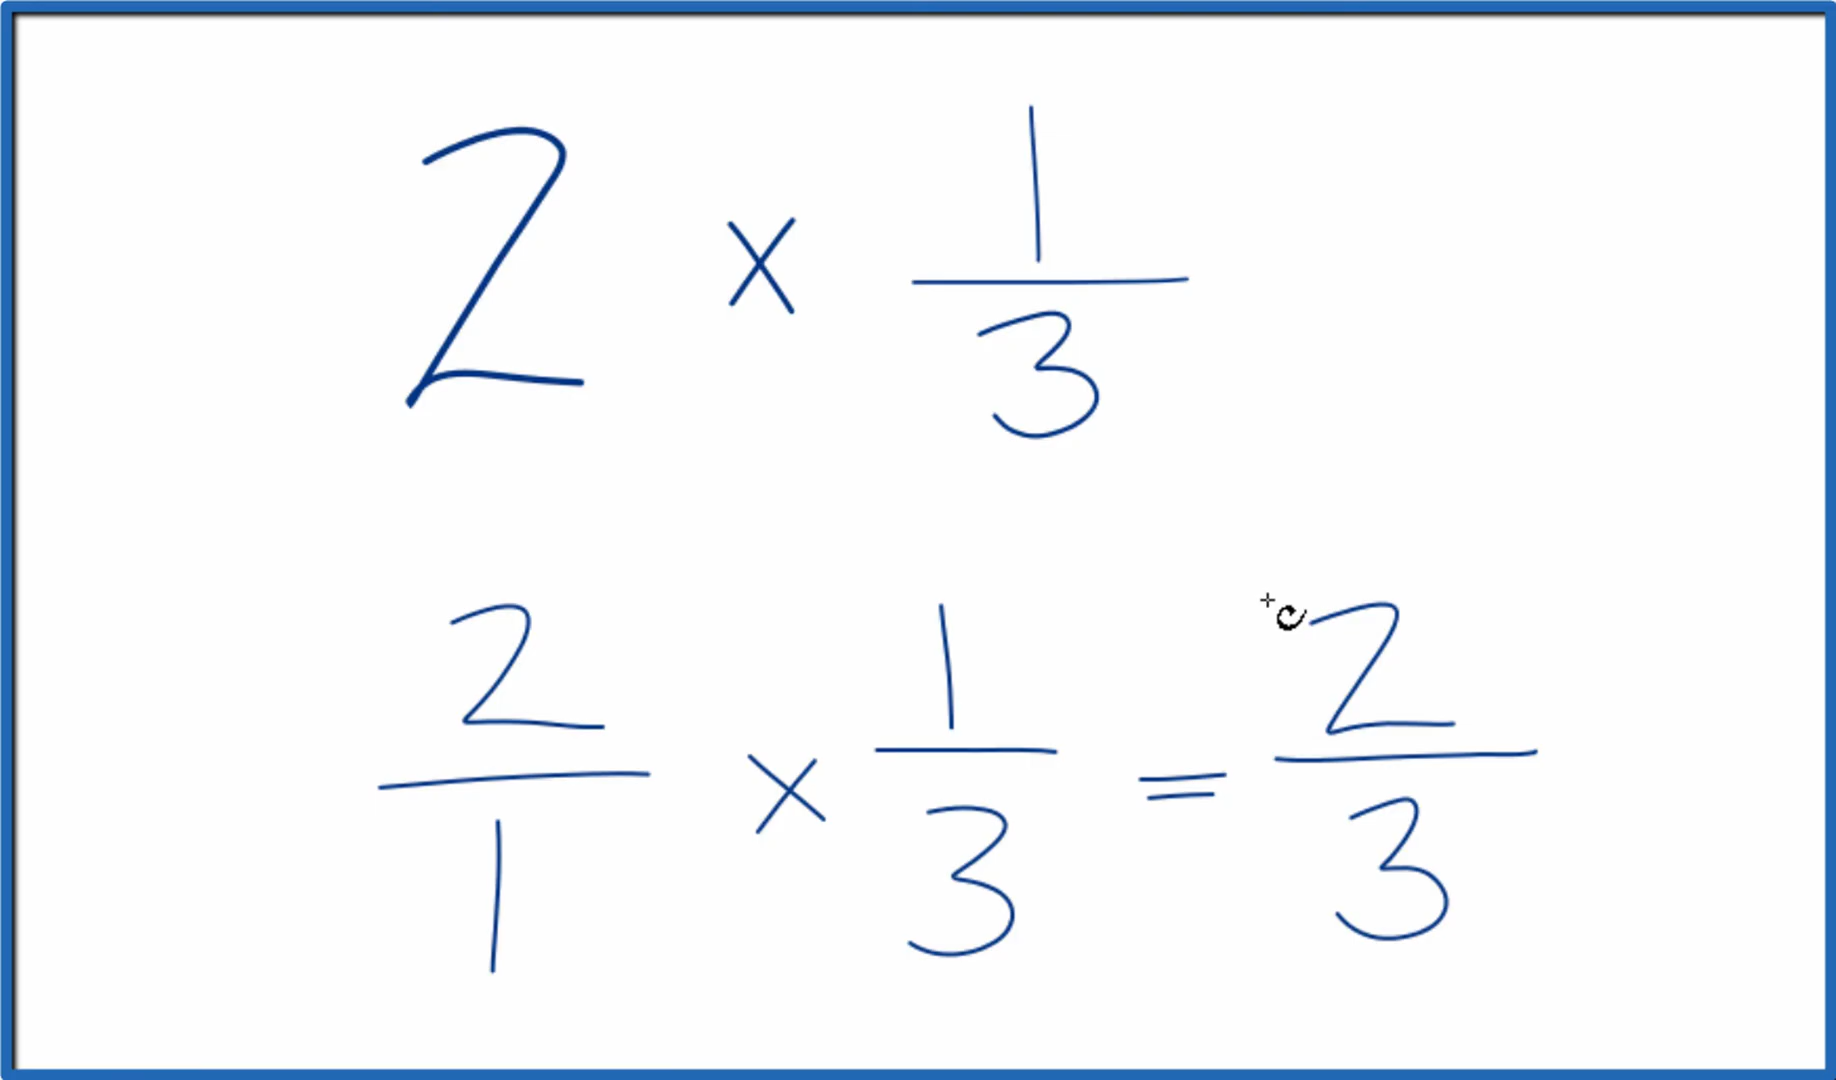 2 × 1/3
2/1 × 1/3 = 2/3